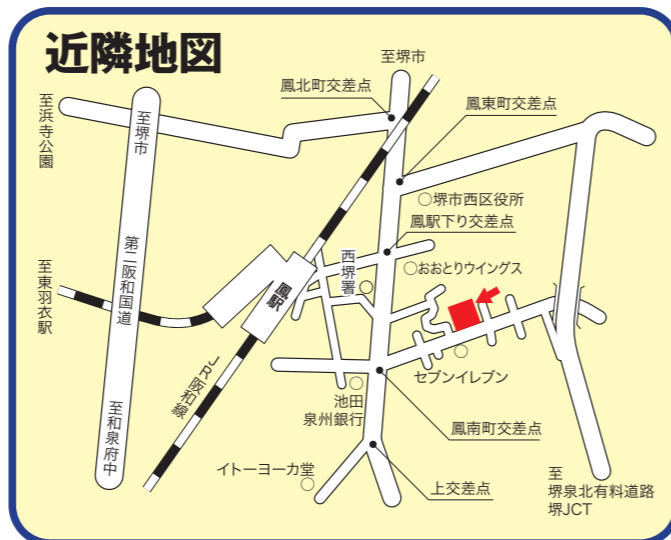 近隣地図
至堺市
鳳北町交差点
鳳東町交差点
至浜寺公園
至堺市
堺市西区役所
鳳駅下り交差点
おおとりウイングス
西堺署
第二阪和国道
至東羽衣駅
鳳駅
JR阪和線
セブンイレブン
池田
泉州銀行
鳳南町交差点
至和泉府中
イトーヨーカ堂
上交差点
至
堺泉北有料道路
堺JCT